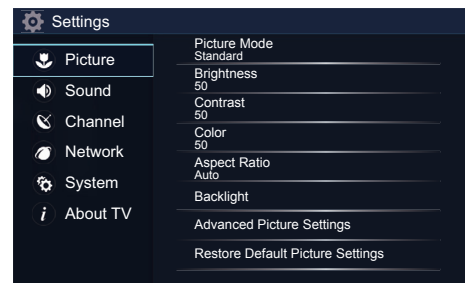 Settings
Picture
Sound
Channel
Network
System
About TV
Picture Mode
Standard
Brightness
50
Contrast
50
Color
50
Aspect Ratio
Auto
Backlight
Advanced Picture Settings
Restore Default Picture Settings